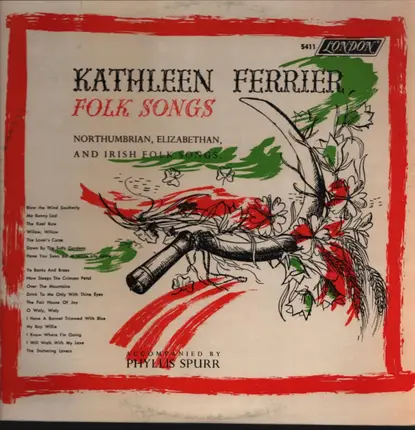 5411 LONDON
KATHLEEN FERRIER
FOLK SONGS
NORTHUMBRIAN, ELIZABETHAN,
AND IRISH FOLK SONGS
Blow the Wind Southerly
Ma Bonny Lad
The Keel Row
Willow, Willow
The Lover's Curse
Down By The Sally Gardens
Have You Seen But A
Ye Banks And Braes
Now Sleeps The Crimson Petal
Over The Mountains
Drink To Me Only With Thine Eyes
The Fair House Of Joy
O Waly, Waly
I Have A Bonnet Trimmed With Blue
My Boy Willie
I Know Where I'm Going
I Will Walk With My Love
The Stuttering Lovers
ACCOMPANIED BY
PHYLLIS SPURR